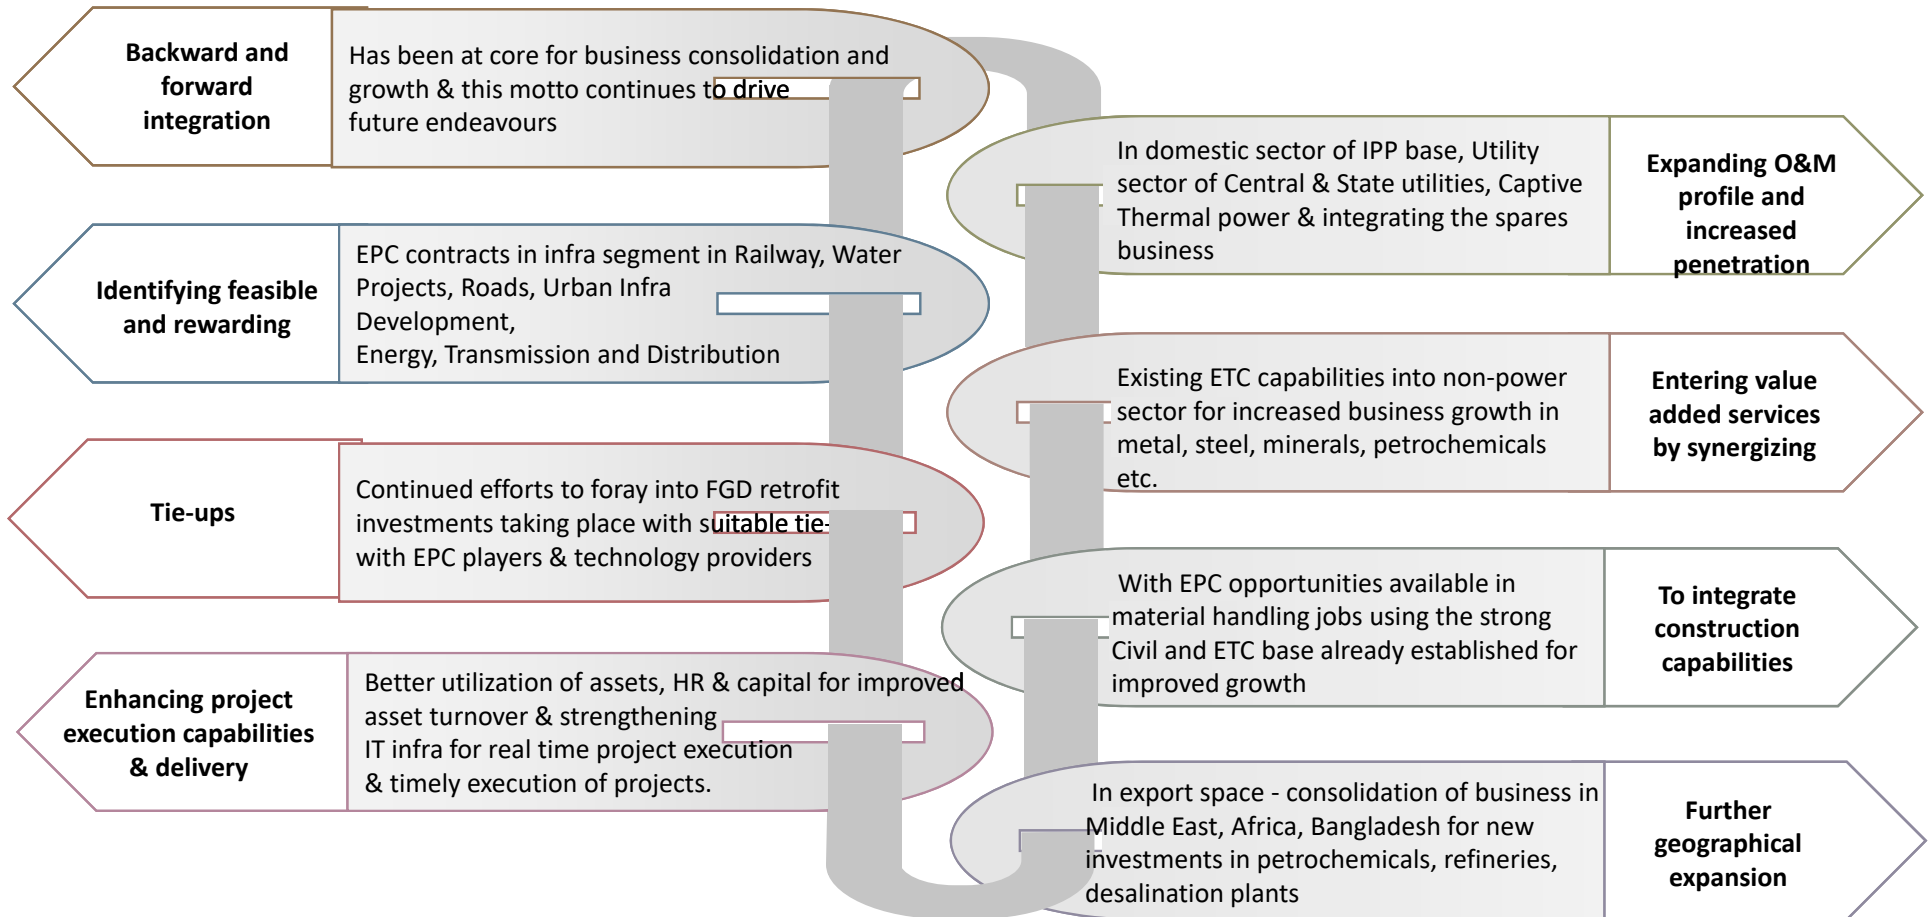 Backward and
forward
integration
Has been at core for business consolidation and
growth & this motto continues to drive
future endeavours
In domestic sector of IPP base, Utility
sector of Central & State utilities, Captive
Thermal power & integrating the spares
business
Expanding O&M
profile and
increased
penetration
Identifying feasible
and rewarding
EPC contracts in infra segment in Railway, Water
Projects, Roads, Urban Infra
Development,
Energy, Transmission and Distribution
Existing ETC capabilities into non-power
sector for increased business growth in
metal, steel, minerals, petrochemicals
etc.
Entering value
added services
by synergizing
Tie-ups
Continued efforts to foray into FGD retrofit
investments taking place with suitable tie-
with EPC players & technology providers
With EPC opportunities available in
material handling jobs using the strong
Civil and ETC base already established for
improved growth
To integrate
construction
capabilities
Enhancing project
execution capabilities
& delivery
Better utilization of assets, HR & capital for improved
asset turnover & strengthening
IT infra for real time project execution
& timely execution of projects.
In export space - consolidation of business in
Middle East, Africa, Bangladesh for new
investments in petrochemicals, refineries,
desalination plants
Further
geographical
expansion